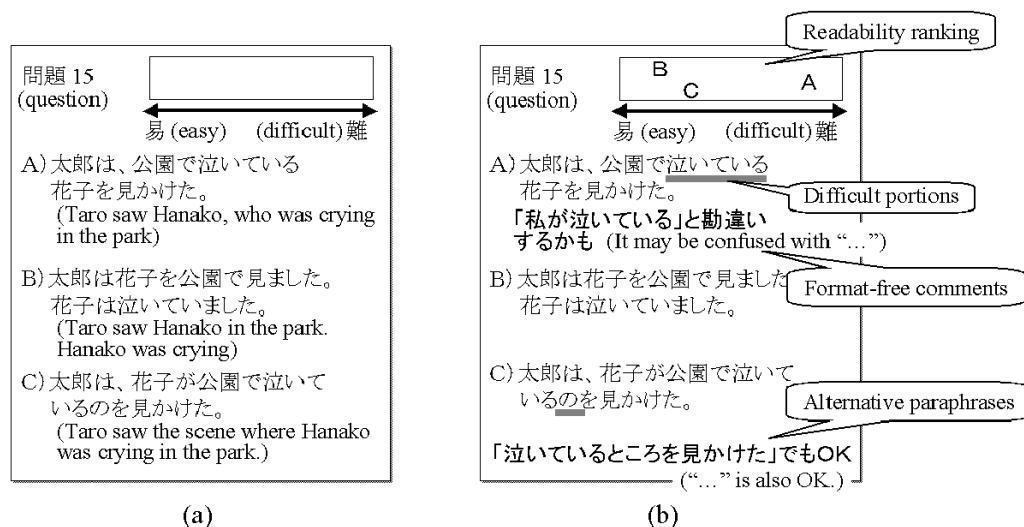 問題 15
(question)
易 (easy) (difficult) 難
A) 太郎は、公園で泣いている
花子を見かけた。
(Taro saw Hanako, who was crying
in the park)
B) 太郎は花子を公園で見ました。
花子は泣いていました。
(Taro saw Hanako in the park.
Hanako was crying)
C) 太郎は、花子が公園で泣いて
いるのを見かけた。
(Taro saw the scene where Hanako
was crying in the park.)
(a)
Readability ranking
問題 15
(question)
B
C
A
易 (easy) (difficult) 難
A) 太郎は、公園で泣いている
花子を見かけた。
Difficult portions
「私が泣いている」と勘違い
するかも (It may be confused with “…”)
B) 太郎は花子を公園で見ました
花子は泣いていました。
Format-free comments
C) 太郎は、花子が公園で泣いて
いるのを見かけた。
Alternative paraphrases
「泣いているところを見かけた」でもOK
(“…” is also OK.)
(b)